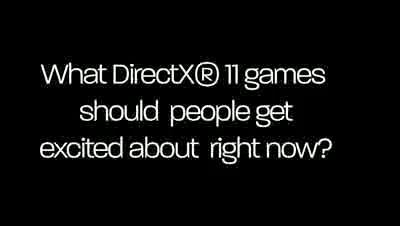 What DirectX® 11 games
should people get
excited about right now?